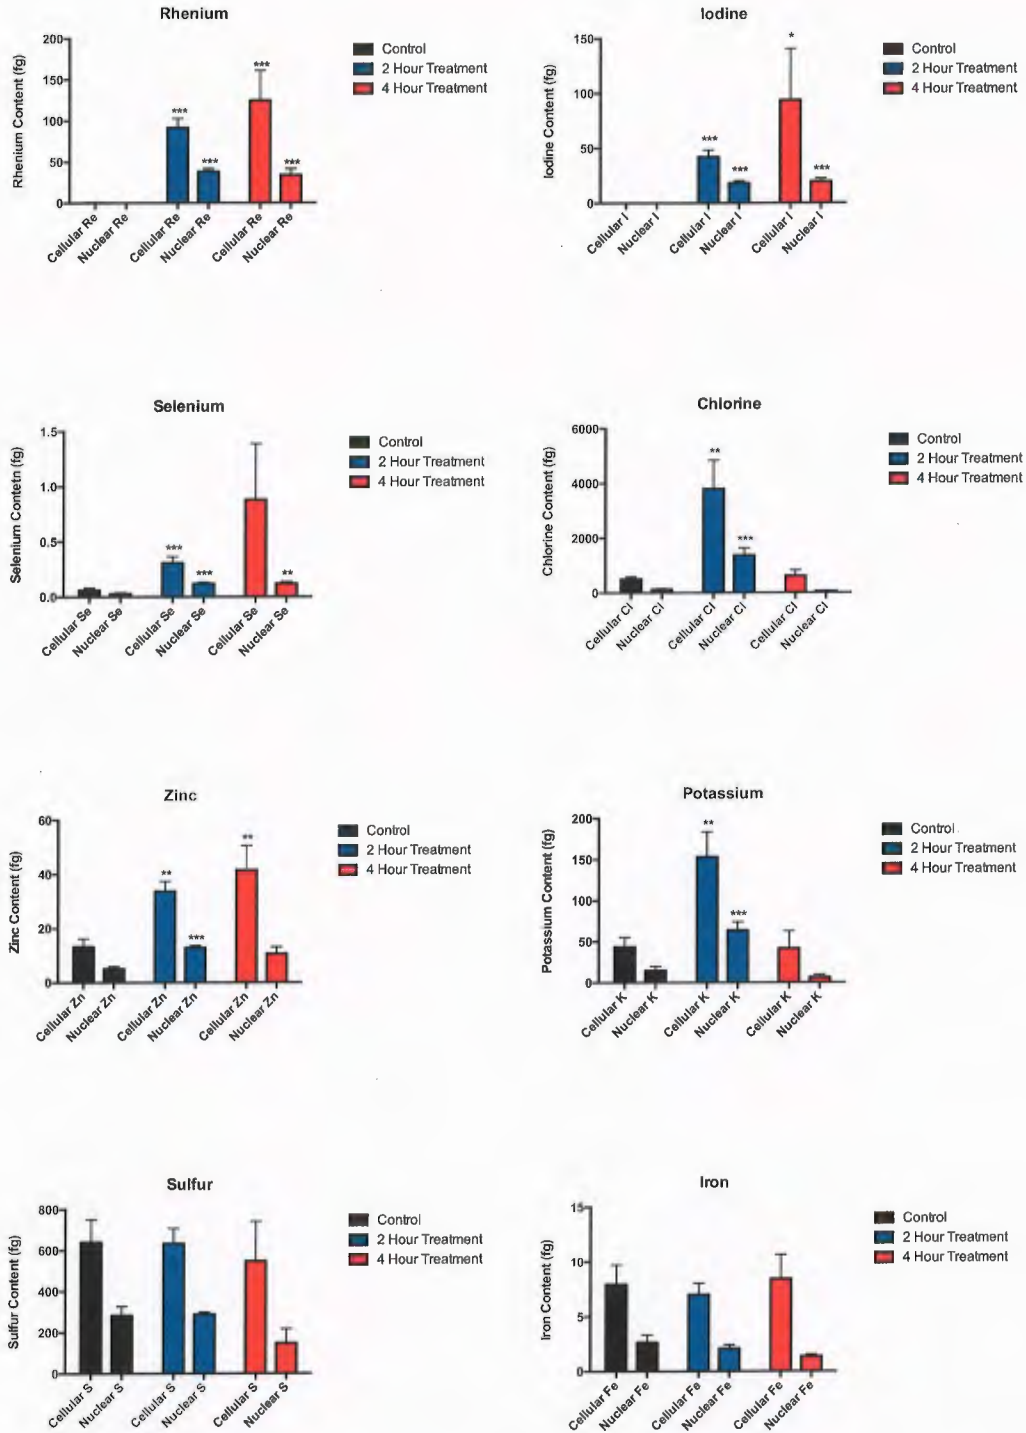 Rhenium
Rhenium Content (fg)
200
150
100
50
0
***
***
***
***
Cellular Re
Nuclear Re
Cellular Re
Nuclear Re
Cellular Re
Nuclear Re
Control
2 Hour Treatment
4 Hour Treatment
Iodine
Iodine Content (fg)
150
100
50
0
***
***
*
***
Cellular I
Nuclear I
Cellular I
Nuclear I
Cellular I
Nuclear I
Control
2 Hour Treatment
4 Hour Treatment
Selenium
Selenium Contetn (fg)
1.5
1.0
0.5
0.0
***
***
**
Cellular Se
Nuclear Se
Cellular Se
Nuclear Se
Cellular Se
Nuclear Se
Control
2 Hour Treatment
4 Hour Treatment
Chlorine
Chlorine Content (fg)
6000
4000
2000
0
**
***
Cellular Cl
Nuclear Cl
Cellular Cl
Nuclear Cl
Cellular Cl
Nuclear Cl
Control
2 Hour Treatment
4 Hour Treatment
Zinc
Zinc Content (fg)
60
40
20
0
**
***
**
Cellular Zn
Nuclear Zn
Cellular Zn
Nuclear Zn
Cellular Zn
Nuclear Zn
Control
2 Hour Treatment
4 Hour Treatment
Potassium
Potassium Content (fg)
200
150
100
50
0
**
***
Cellular K
Nuclear K
Cellular K
Nuclear K
Cellular K
Nuclear K
Control
2 Hour Treatment
4 Hour Treatment
Sulfur
Sulfur Content (fg)
800
600
400
200
0
Cellular S
Nuclear S
Cellular S
Nuclear S
Cellular S
Nuclear S
Control
2 Hour Treatment
4 Hour Treatment
Iron
Iron Content (fg)
15
10
5
0
Cellular Fe
Nuclear Fe
Cellular Fe
Nuclear Fe
Cellular Fe
Nuclear Fe
Control
2 Hour Treatment
4 Hour Treatment